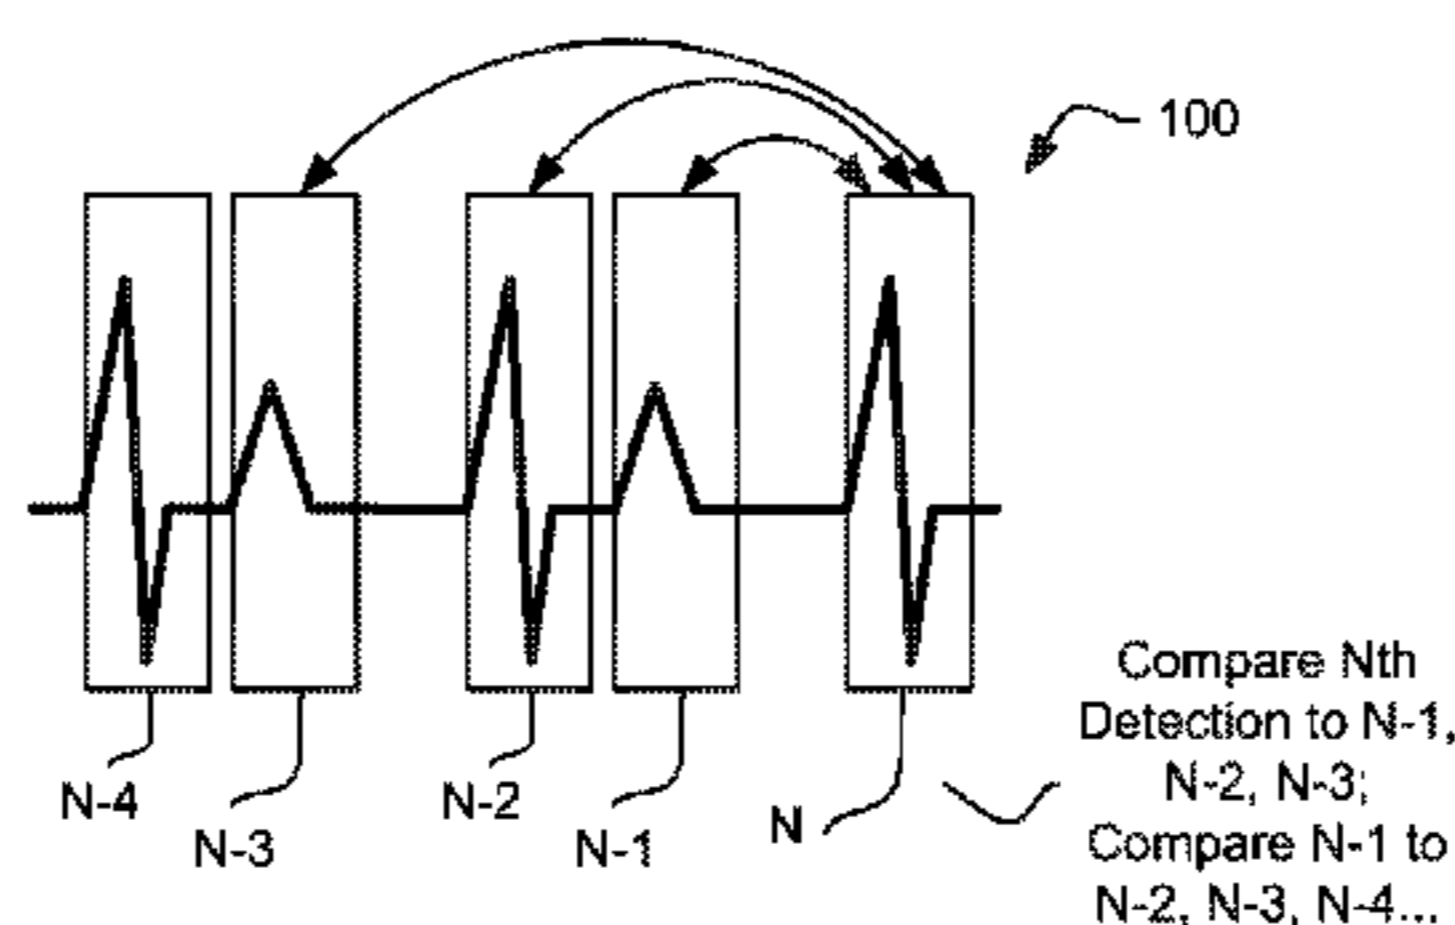 100
N-4
N-3
N-2
N-1
N
Compare Nth
Detection to N-1,
N-2, N-3;
Compare N-1 to
N-2, N-3, N-4...